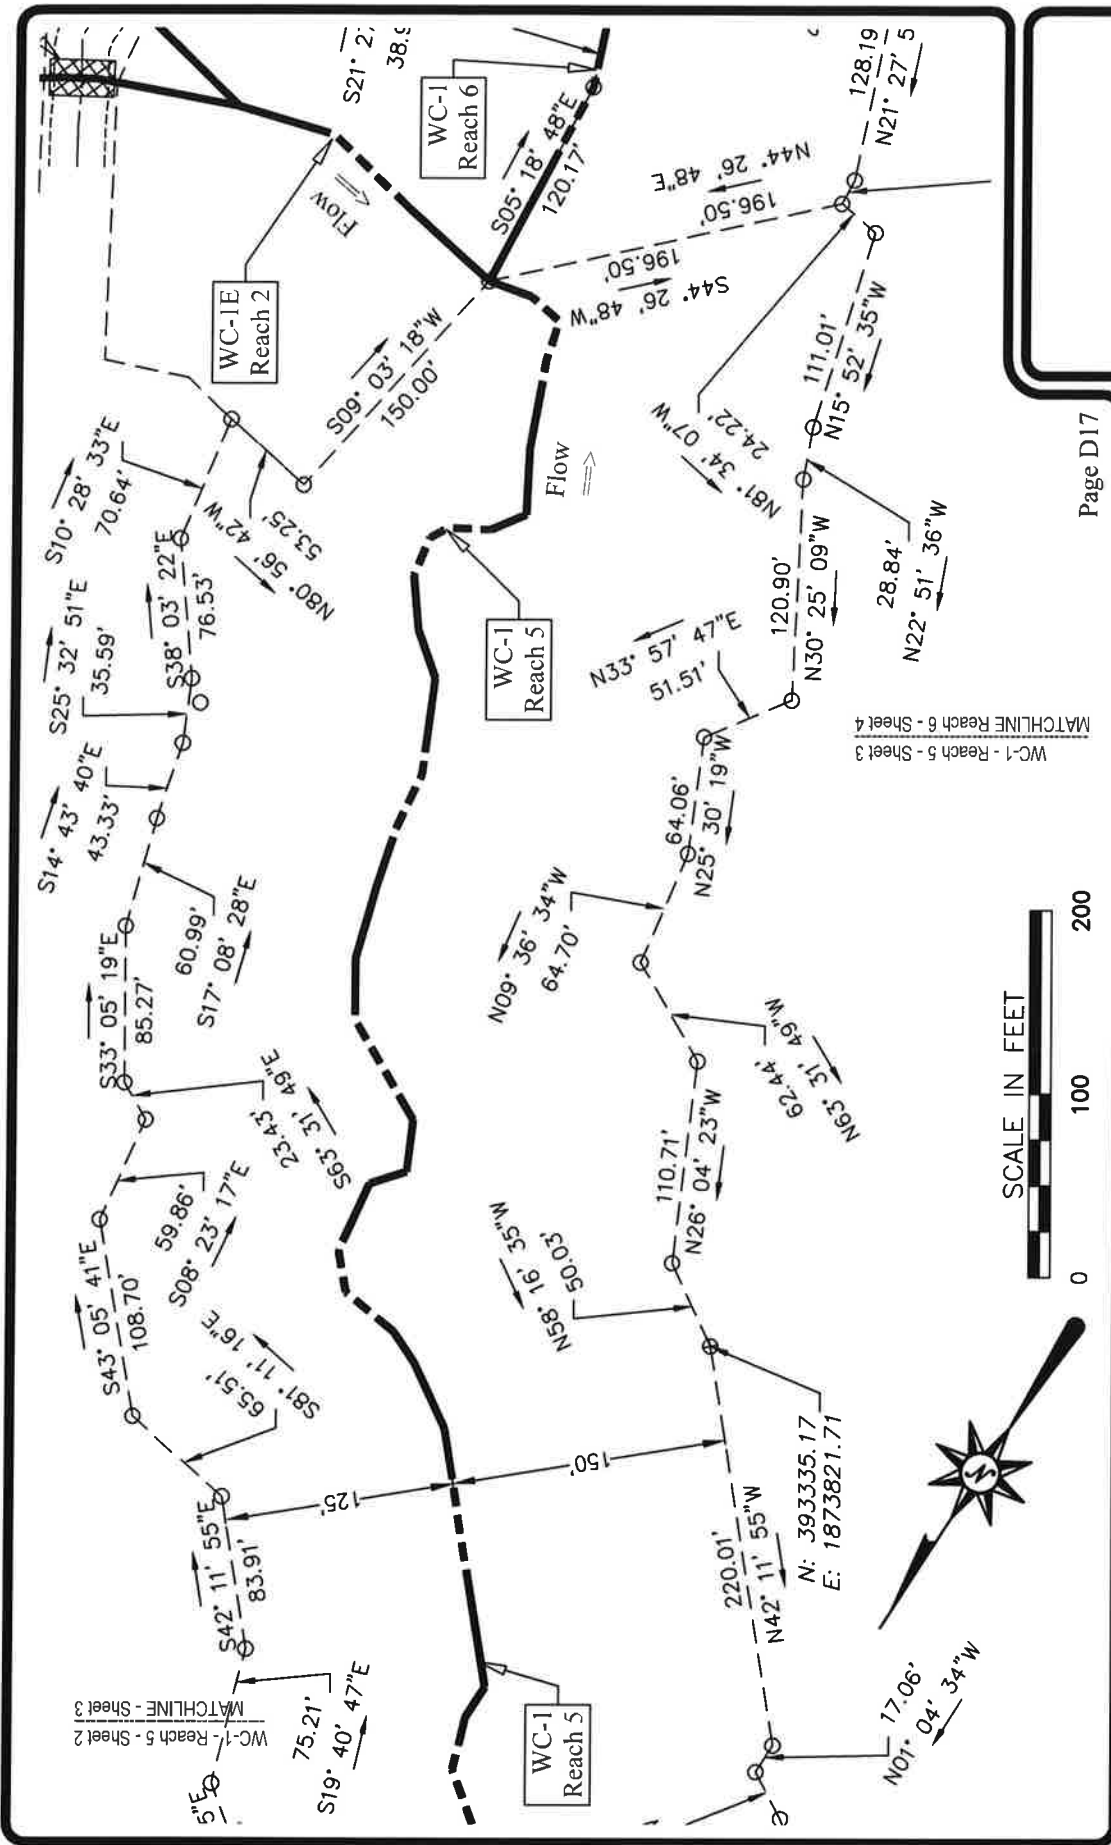 S21° 27'
38.9
WC-1
Reach 6
WC-1E
Reach 2
Flow
S05° 18' 48"E
120.17'
N44° 26' 48"E
196.50'
196.50'
S44° 26' 48"W
128.19
N21° 27' 5
S09° 03' 18"W
150.00'
S10° 28' 33"E
70.64'
N80° 56' 42"W
53.25'
S38° 03' 22"E
76.53'
S25° 32' 51"E
35.59'
S14° 43' 40"E
43.33'
60.99'
S17° 08' 28"E
S33° 05' 19"E
85.27'
23.43'
S63° 31' 49"E
59.86'
S08° 23' 17"E
S43° 05' 41"E
108.70'
65.51'
S81° 11' 16"E
S42° 11' 55"E
83.91'
75.21'
S19° 40' 47"E
5"E
WC-1 - Reach 5 - Sheet 2
MATCHLINE - Sheet 3
WC-1
Reach 5
Flow
WC-1
Reach 5
125'
150'
111.01'
N15° 52' 35"W
N81° 34' 07"W
24.22'
28.84'
N22° 51' 36"W
120.90'
N30° 25' 09"W
N33° 57' 47"E
51.51'
64.06'
N25° 30' 19"W
N09° 36' 34"W
64.70'
62.44'
N63° 31' 49"W
110.71'
N26° 04' 23"W
N58° 16' 35"W
50.03'
N: 393335.17
E: 1873821.71
220.01'
N42° 11' 55"W
17.06'
N01° 04' 34"W
WC-1 - Reach 5 - Sheet 3
MATCHLINE Reach 6 - Sheet 4
N
SCALE IN FEET
0 100 200
Page D17